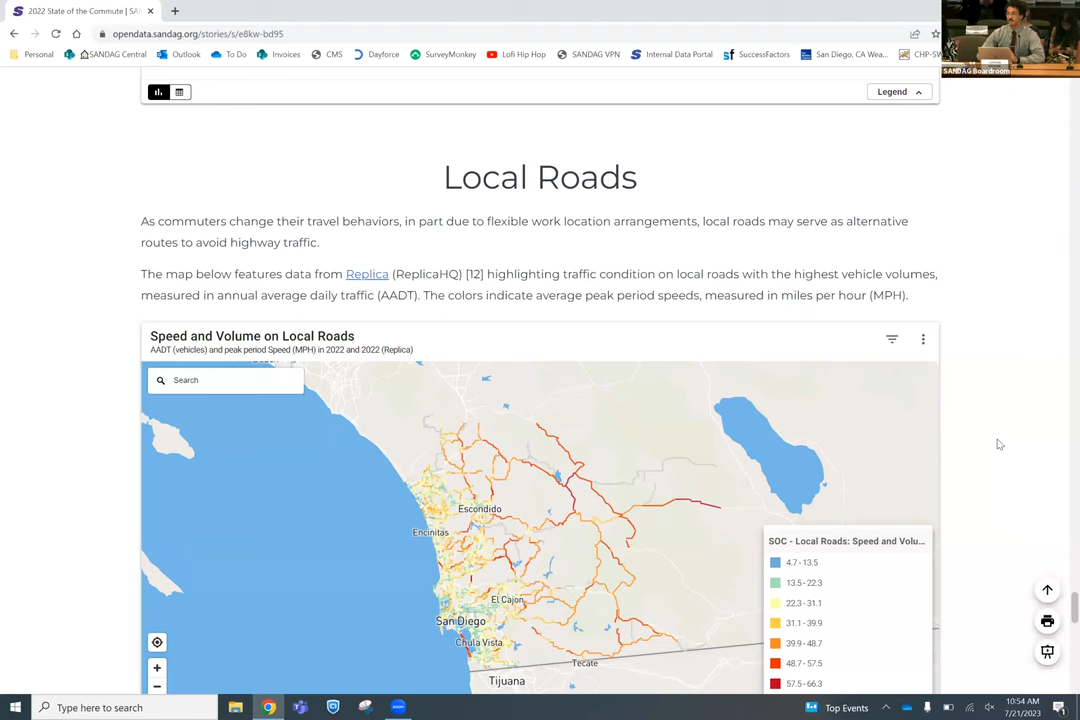 2022 State of the Commute | SA
opendata.sandag.org/stories/s/e8kw-bd95
Personal
SANDAG Central
Outlook
To Do
Invoices
CMS
Dayforce
SurveyMonkey
Lofi Hip Hop
SANDAG VPN
Internal Data Portal
SuccessFactors
San Diego, CA Wea...
CHP-SW
SANDAG Boardroom
Legend
Local Roads
As commuters change their travel behaviors, in part due to flexible work location arrangements, local roads may serve as alternative
routes to avoid highway traffic.
The map below features data from Replica (ReplicaHQ) [12] highlighting traffic condition on local roads with the highest vehicle volumes,
measured in annual average daily traffic (AADT). The colors indicate average peak period speeds, measured in miles per hour (MPH).
Speed and Volume on Local Roads
AADT (vehicles) and peak period Speed (MPH) in 2022 and 2022 (Replica)
Search
Escondido
Encinitas
El Cajon
San Diego
Chula Vista
Tecate
Tijuana
SOC - Local Roads: Speed and Volu...
4.7 - 13.5
13.5 - 22.3
22.3 - 31.1
31.1 - 39.9
39.9 - 48.7
48.7 - 57.5
57.5 - 66.3
Type here to search
Top Events
10:54 AM
7/21/2023